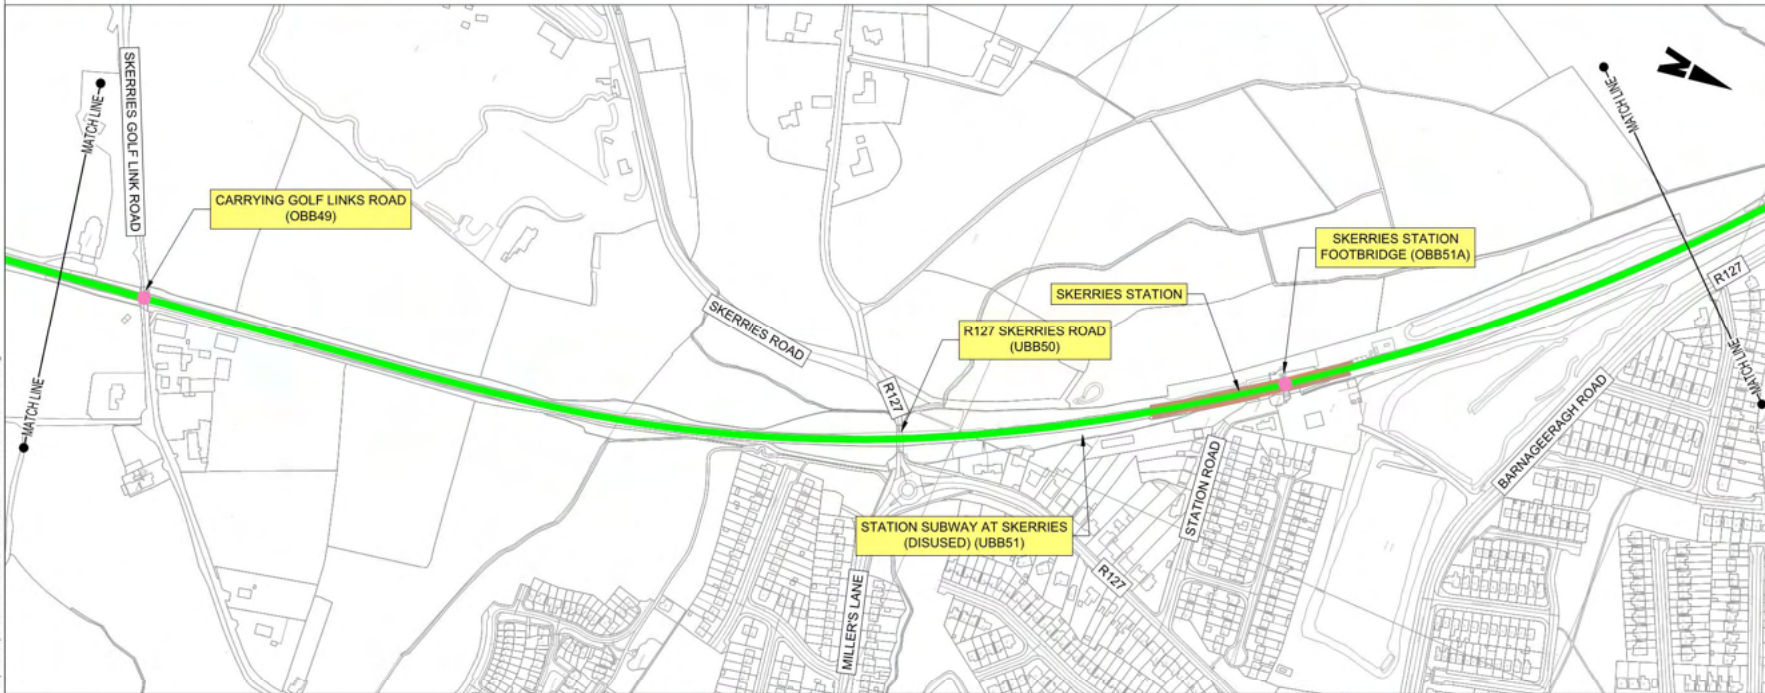 SKERRIES GOLF LINK ROAD
MATCH LINE
MATCH LINE
CARRYING GOLF LINKS ROAD
(OBB49)
SKERRIES ROAD
R127
R127 SKERRIES ROAD
(UBB50)
SKERRIES STATION
SKERRIES STATION
FOOTBRIDGE (OBB51A)
N
MATCH LINE
MATCH LINE
R127
BARNAGEERAGH ROAD
STATION ROAD
STATION SUBWAY AT SKERRIES
(DISUSED) (UBB51)
R127
MILLER'S LANE